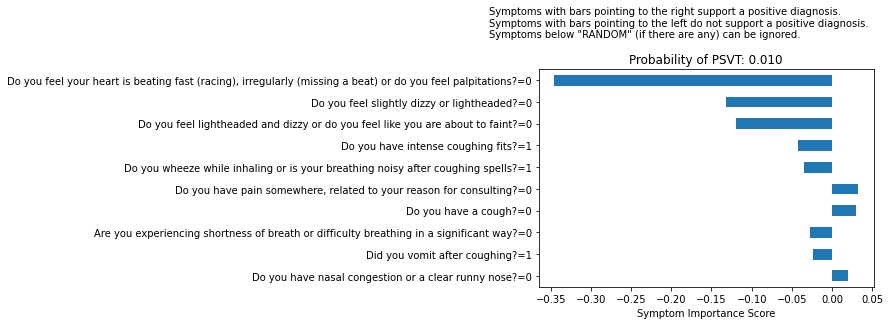 Symptoms with bars pointing to the right support a positive diagnosis.
Symptoms with bars pointing to the left do not support a positive diagnosis.
Symptoms below "RANDOM" (if there are any) can be ignored.
Probability of PSVT: 0.010
Do you feel your heart is beating fast (racing), irregularly (missing a beat) or do you feel palpitations?=0
Do you feel slightly dizzy or lightheaded?=0
Do you feel lightheaded and dizzy or do you feel like you are about to faint?=0
Do you have intense coughing fits?=1
Do you wheeze while inhaling or is your breathing noisy after coughing spells?=1
Do you have pain somewhere, related to your reason for consulting?=0
Do you have a cough?=0
Are you experiencing shortness of breath or difficulty breathing in a significant way?=0
Did you vomit after coughing?=1
Do you have nasal congestion or a clear runny nose?=0
−0.35 −0.30 −0.25 −0.20 −0.15 −0.10 −0.05 0.00 0.05
Symptom Importance Score